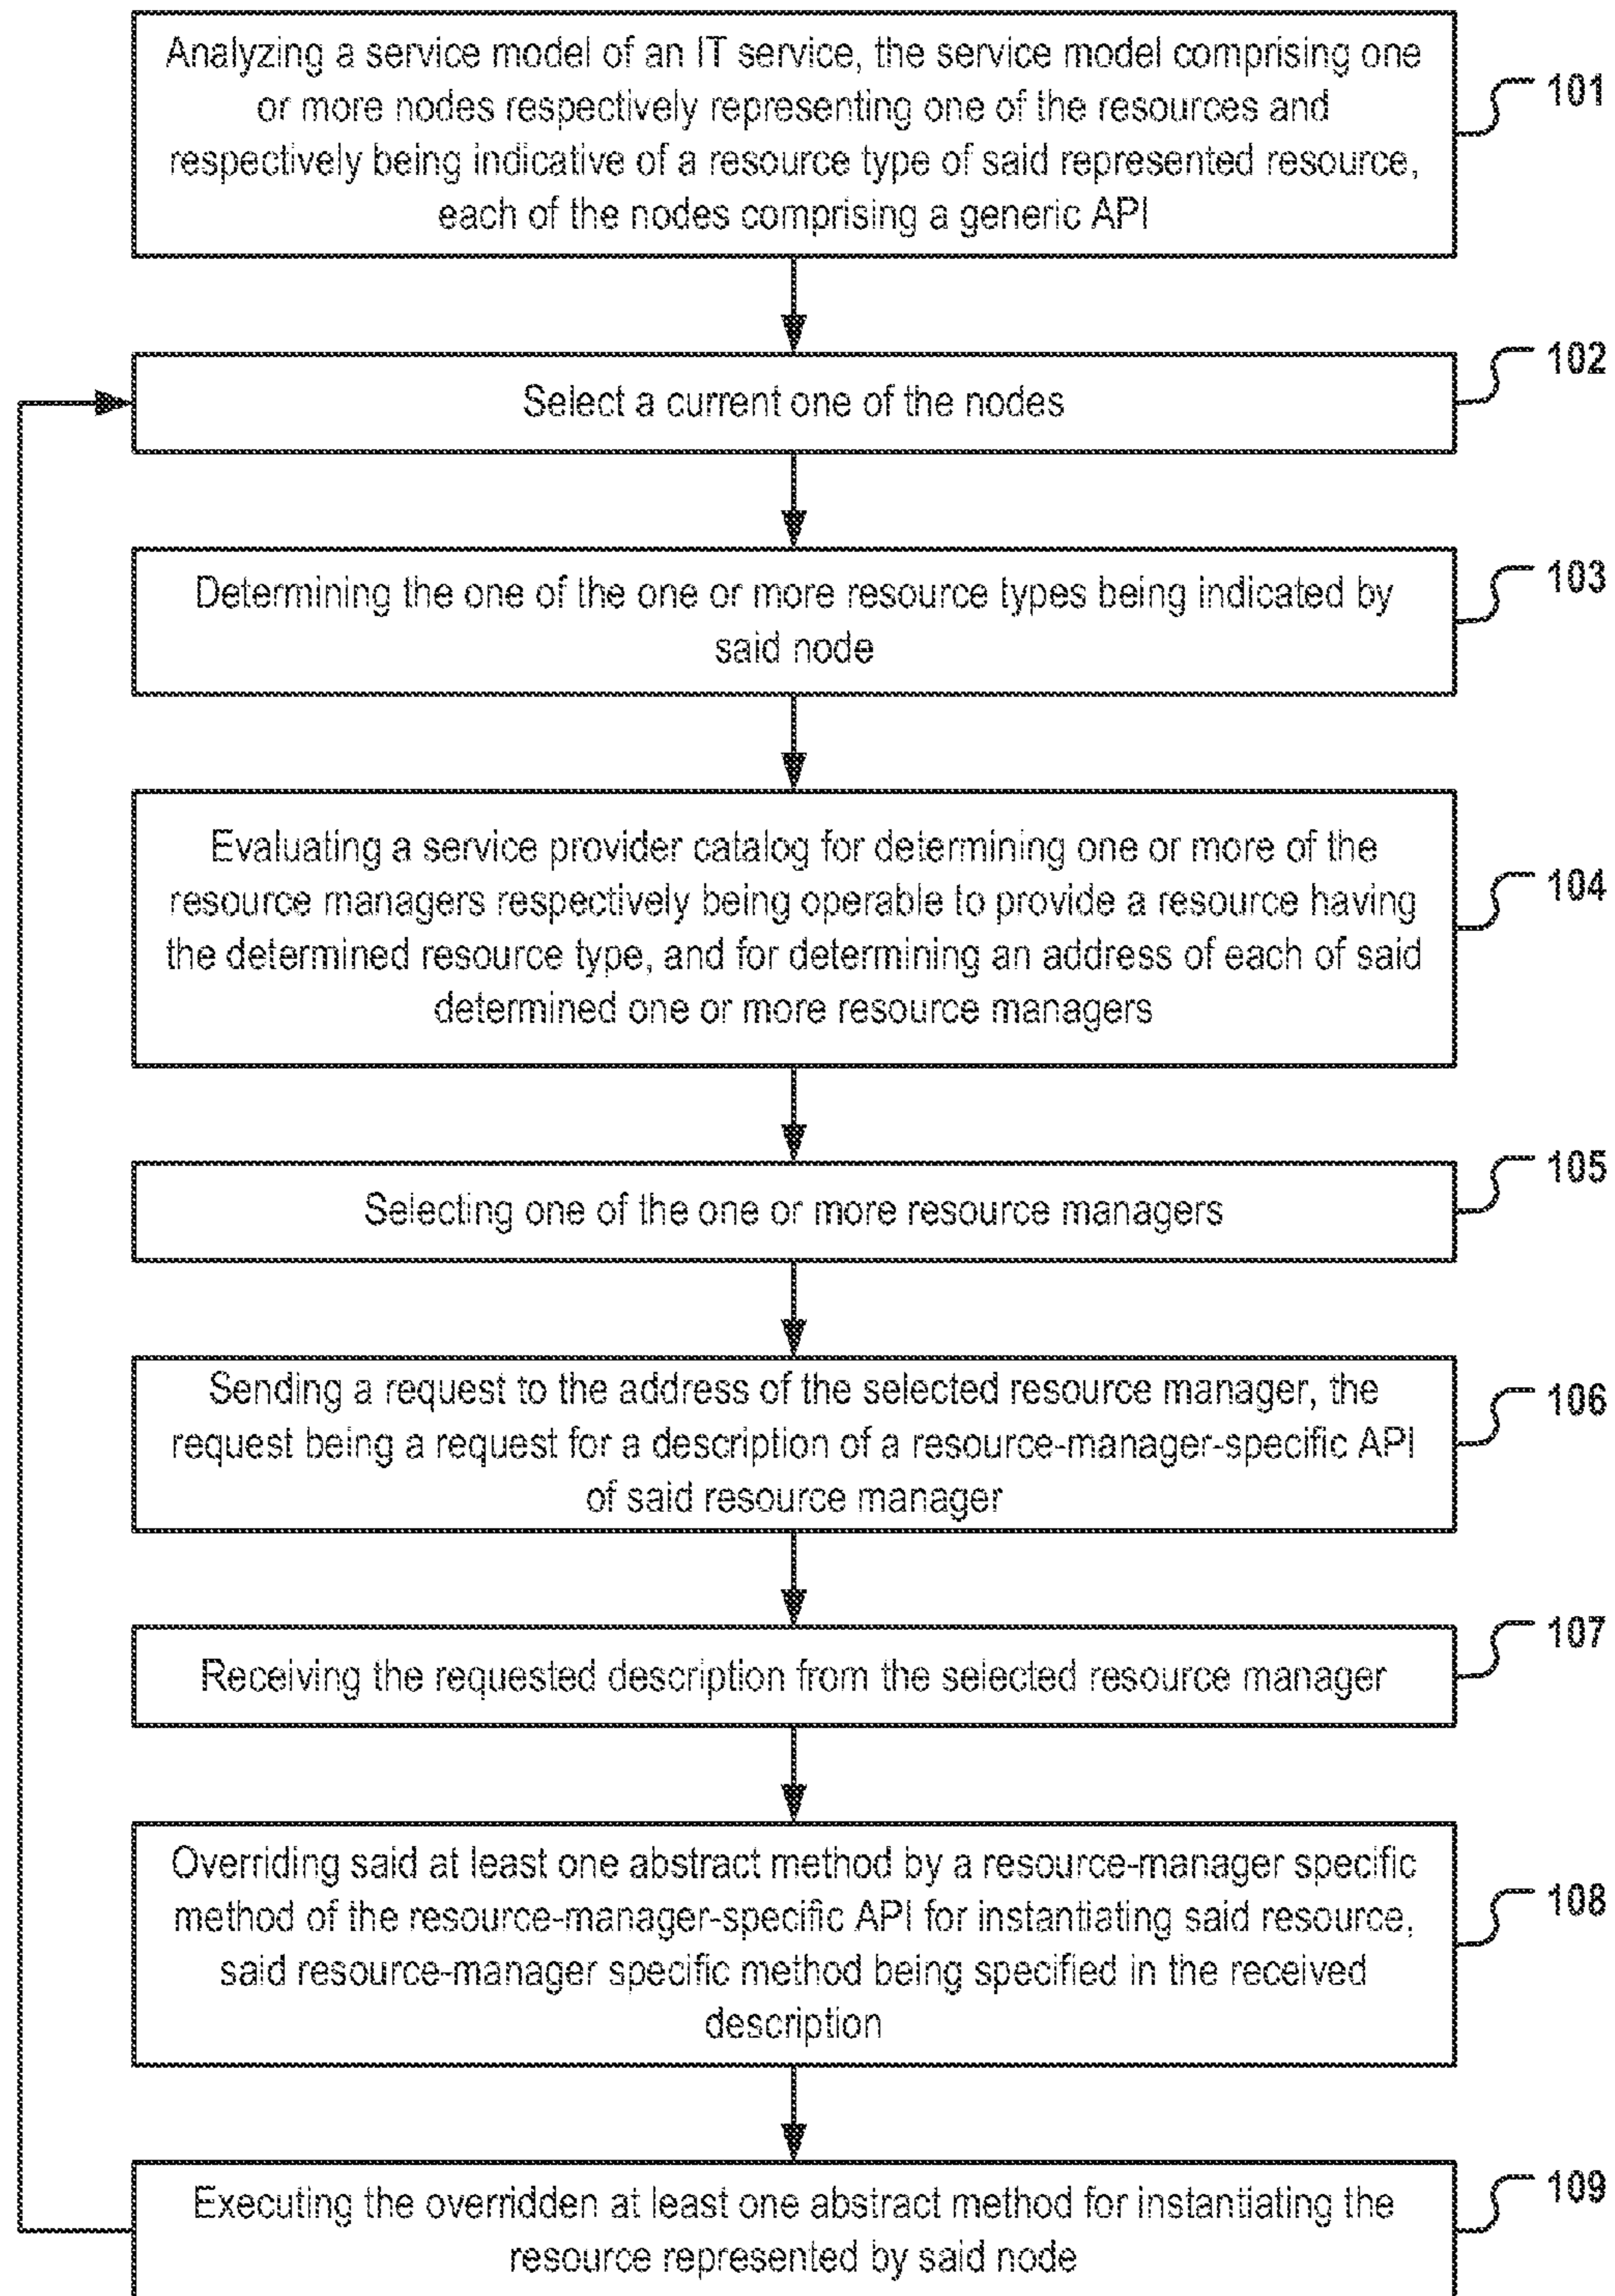 Analyzing a service model of an IT service, the service model comprising one
or more nodes respectively representing one of the resources and
respectively being indicative of a resource type of said represented resource,
each of the nodes comprising a generic API
101
Select a current one of the nodes
102
Determining the one of the one or more resource types being indicated by
said node
103
Evaluating a service provider catalog for determining one or more of the
resource managers respectively being operable to provide a resource having
the determined resource type, and for determining an address of each of said
determined one or more resource managers
104
Selecting one of the one or more resource managers
105
Sending a request to the address of the selected resource manager, the
request being a request for a description of a resource-manager-specific API
of said resource manager
106
Receiving the requested description from the selected resource manager
107
Overriding said at least one abstract method by a resource-manager specific
method of the resource-manager-specific API for instantiating said resource,
said resource-manager specific method being specified in the received
description
108
Executing the overridden at least one abstract method for instantiating the
resource represented by said node
109